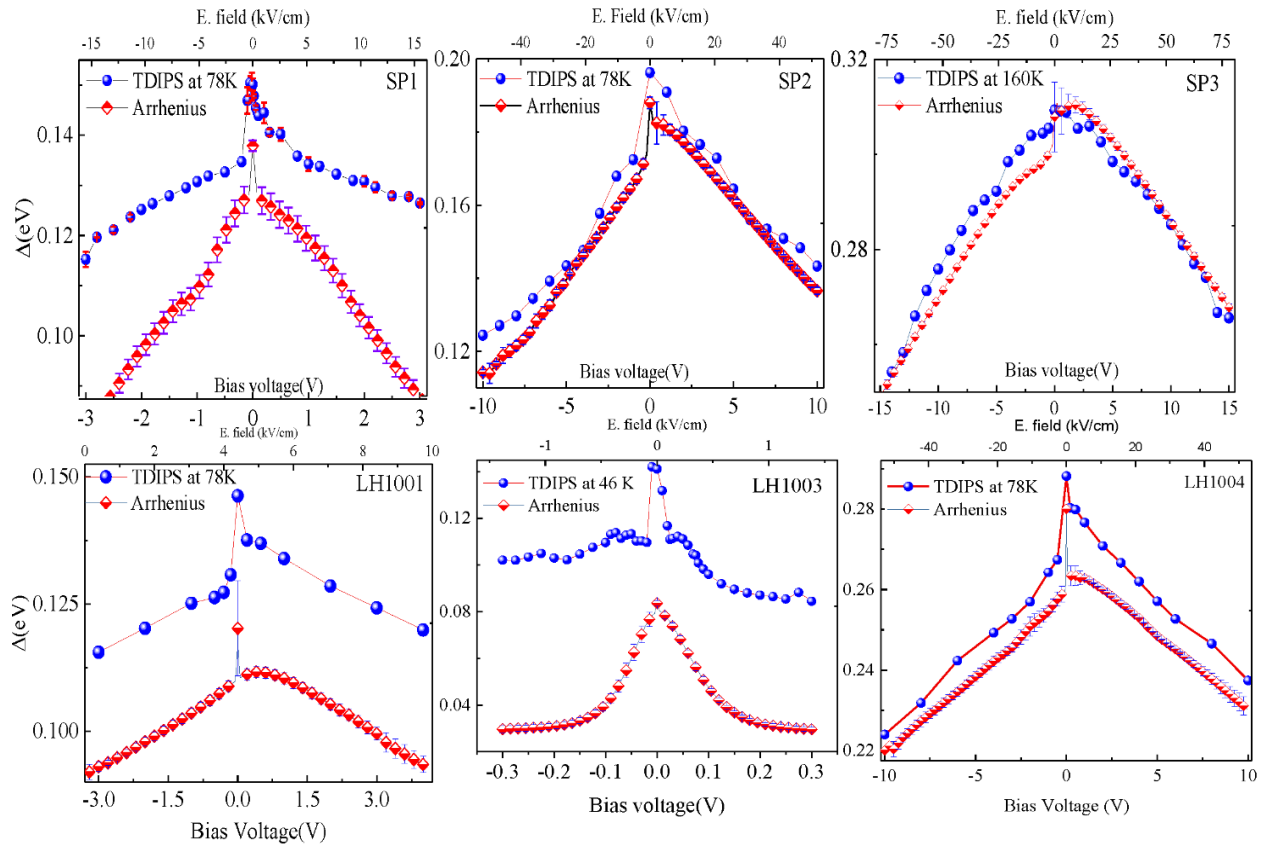 E. field (kV/cm)
-15 -10 -5 0 5 10 15
TDIPS at 78K
Arrhenius
SP1
0.14
0.12
0.10
Δ(eV)
Bias voltage(V)
-3 -2 -1 0 1 2 3
E. Field (kV/cm)
-40 -20 0 20 40
0.20
0.16
0.12
TDIPS at 78K
Arrhenius
SP2
Bias voltage(V)
-10 -5 0 5 10
E. field (kV/cm)
-75 -50 -25 0 25 50 75
0.32
0.28
TDIPS at 160K
Arrhenius
SP3
Bias voltage(V)
-15 -10 -5 0 5 10 15
E. field (kV/cm)
0 2 4 6 8 10
0.150
0.125
0.100
Δ(eV)
TDIPS at 78K
Arrhenius
LH1001
-3.0 -1.5 0.0 1.5 3.0
Bias Voltage(V)
E. field (kV/cm)
-1 0 1
0.12
0.08
0.04
TDIPS at 46 K
Arrhenius
LH1003
-0.3 -0.2 -0.1 0.0 0.1 0.2 0.3
Bias voltage(V)
E. field (kV/cm)
-40 -20 0 20 40
0.28
0.26
0.24
0.22
TDIPS at 78K
Arrhenius
LH1004
-10 -5 0 5 10
Bias Voltage (V)